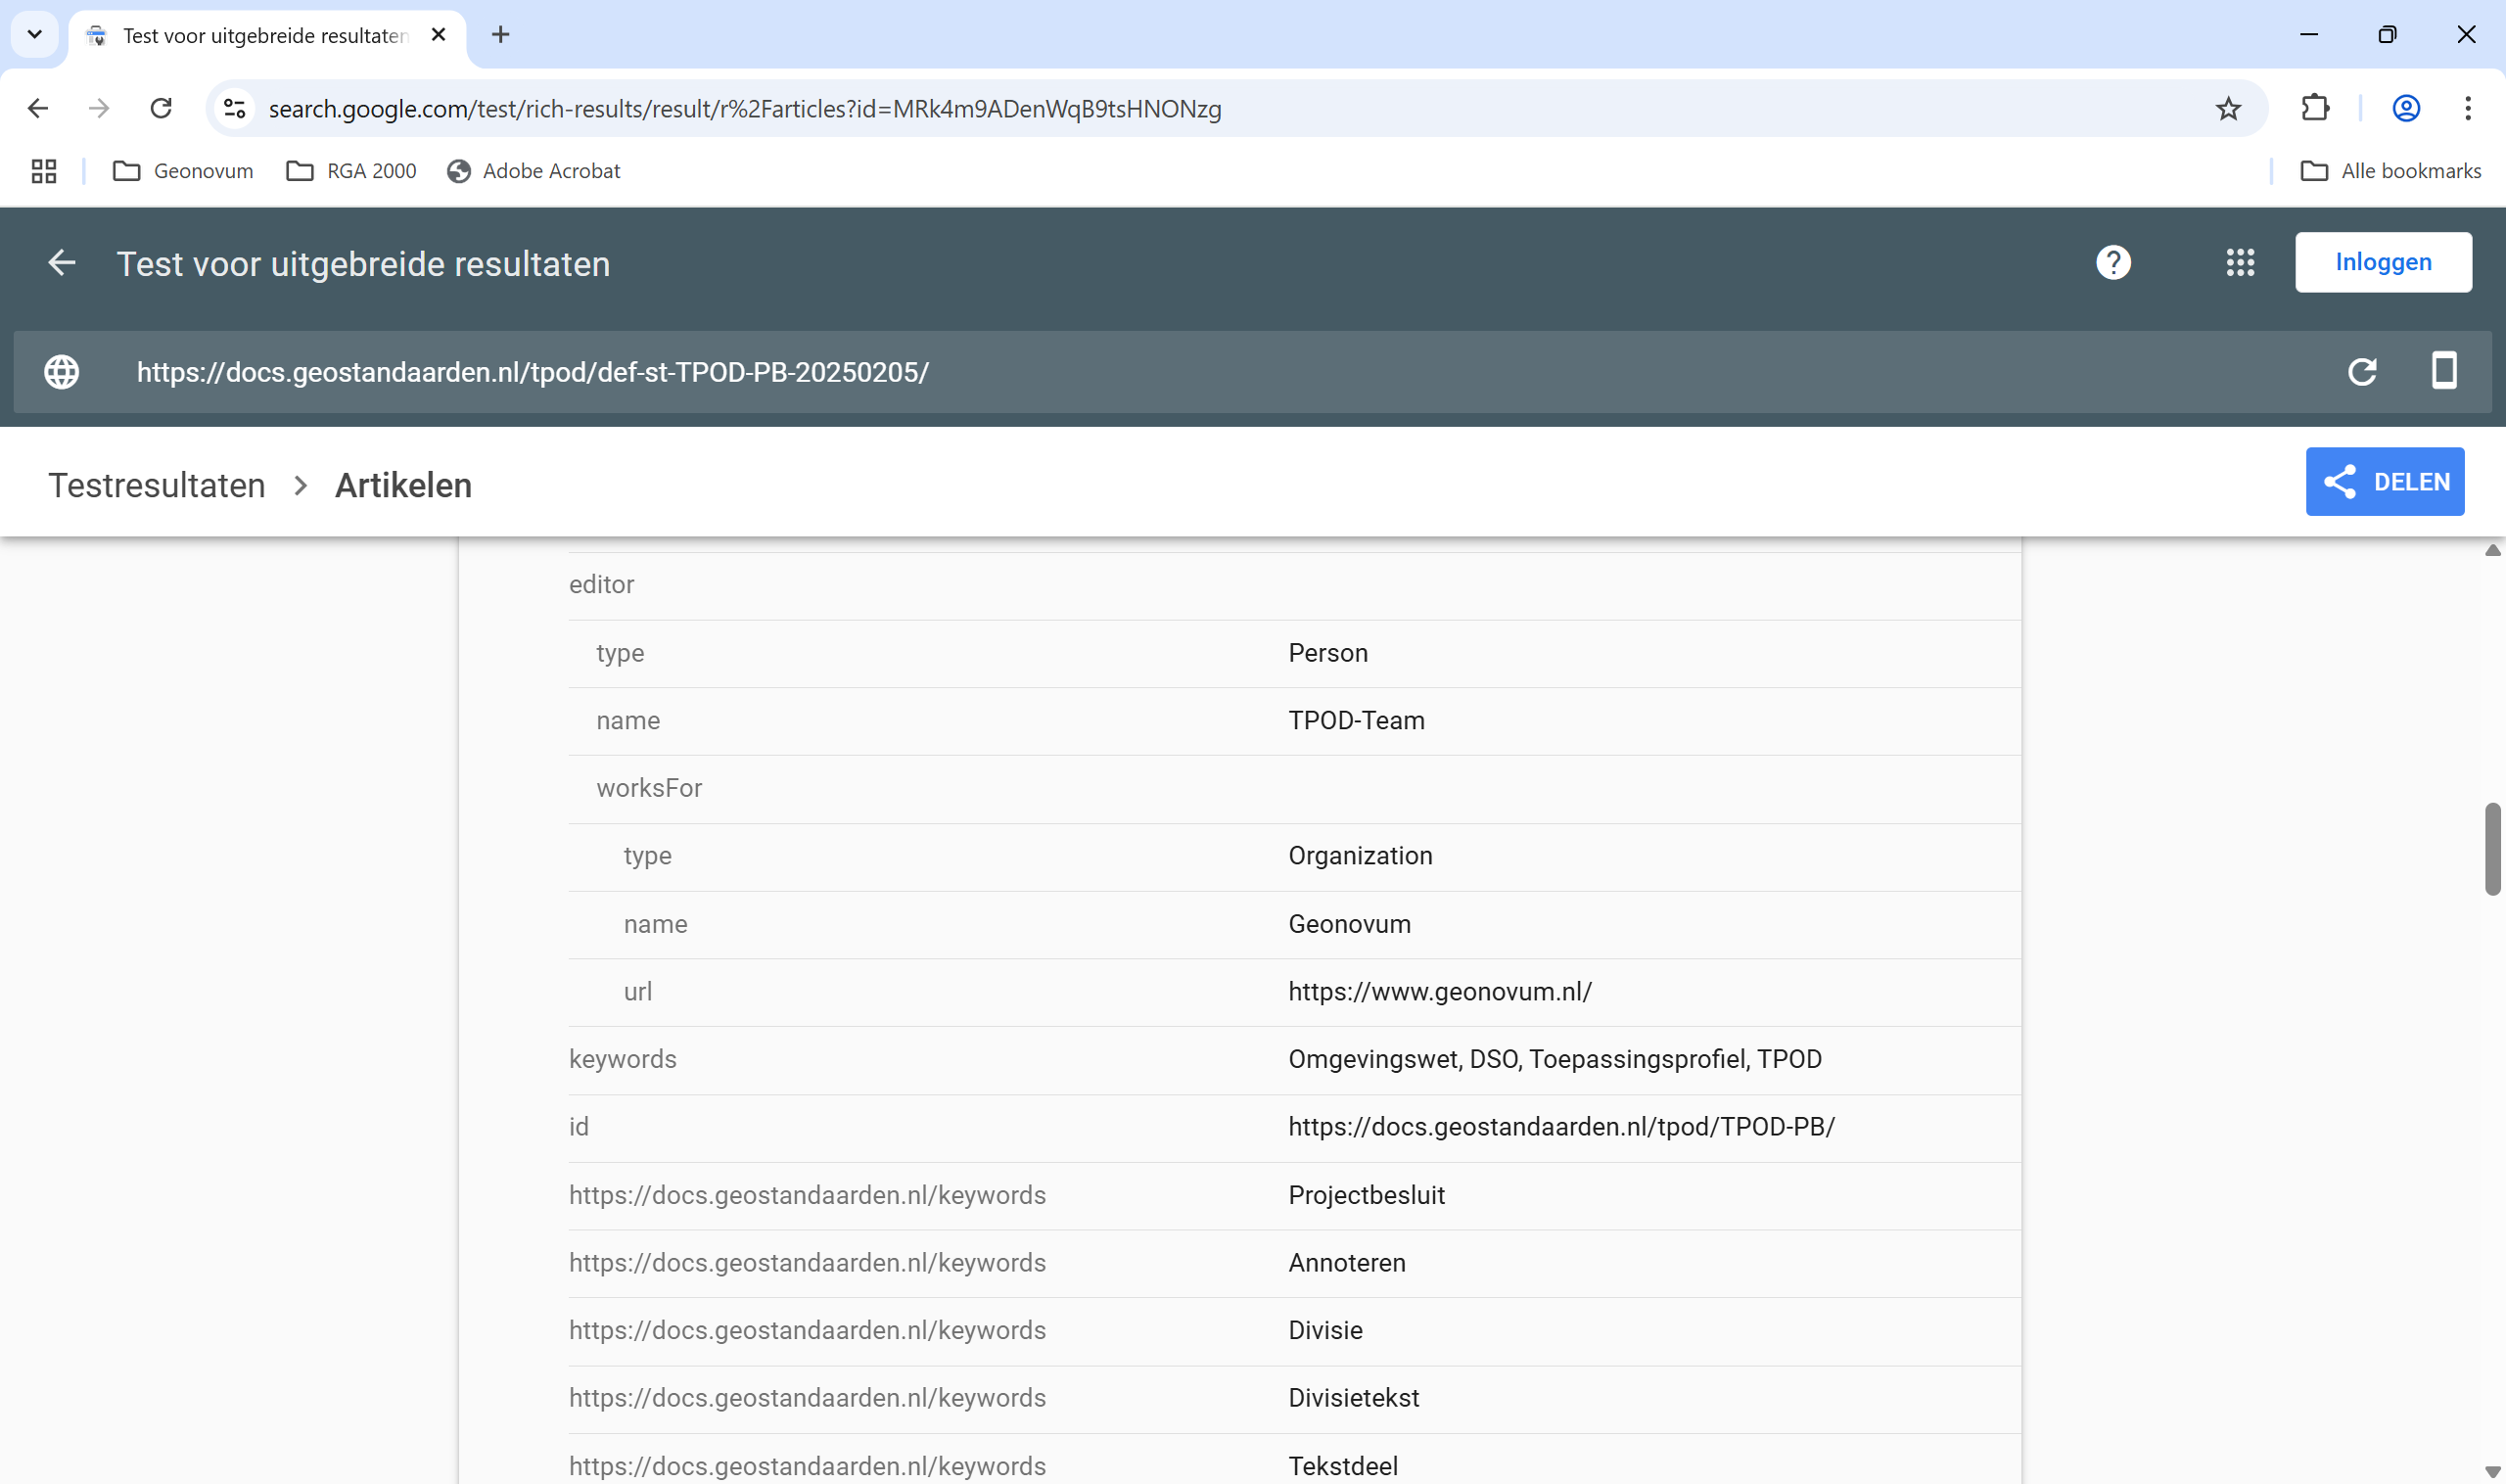 Test voor uitgebreide resultaten
search.google.com/test/rich-results/result/r%2Farticles?id=MRk4m9ADenWqB9tsHNONzg
Geonovum RGA 2000 Adobe Acrobat Alle bookmarks
Test voor uitgebreide resultaten Inloggen
https://docs.geostandaarden.nl/tpod/def-st-TPOD-PB-20250205/
Testresultaten > Artikelen DELEN
editor
type Person
name TPOD-Team
worksFor
type Organization
name Geonovum
url https://www.geonovum.nl/
keywords Omgevingswet, DSO, Toepassingsprofiel, TPOD
id https://docs.geostandaarden.nl/tpod/TPOD-PB/
https://docs.geostandaarden.nl/keywords Projectbesluit
https://docs.geostandaarden.nl/keywords Annoteren
https://docs.geostandaarden.nl/keywords Divisie
https://docs.geostandaarden.nl/keywords Divisietekst
https://docs.geostandaarden.nl/keywords Tekstdeel